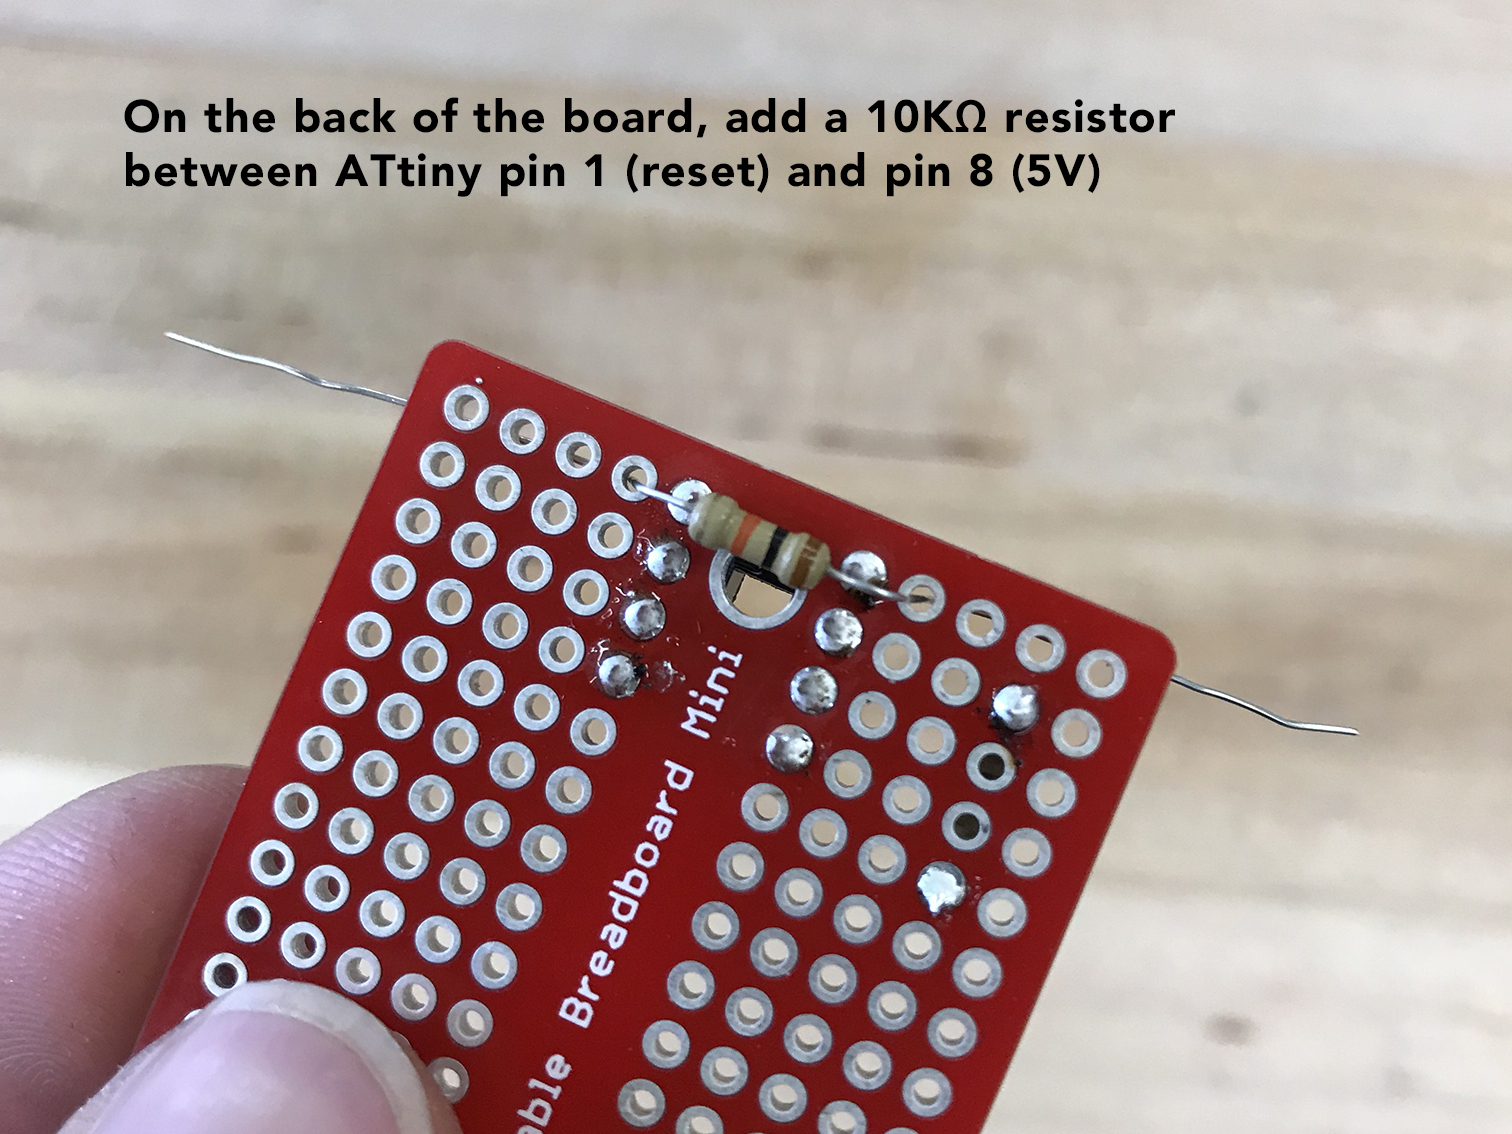 On the back of the board, add a 10KΩ resistor
between ATtiny pin 1 (reset) and pin 8 (5V)
Breadboard Mini